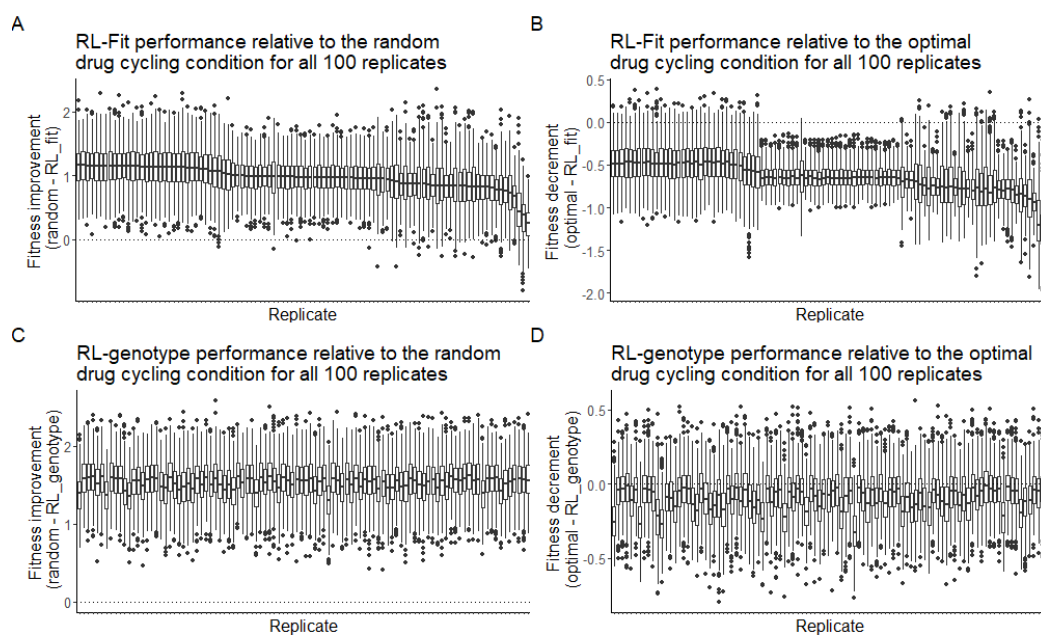 A
RL-Fit performance relative to the random
drug cycling condition for all 100 replicates
Fitness improvement
(random - RL_fit)
2
1
0
Replicate
B
RL-Fit performance relative to the optimal
drug cycling condition for all 100 replicates
Fitness decrement
(optimal - RL_fit)
0.5
0.0
-0.5
-1.0
-1.5
-2.0
Replicate
C
RL-genotype performance relative to the random
drug cycling condition for all 100 replicates
Fitness improvement
(random - RL_genotype)
2
1
0
Replicate
D
RL-genotype performance relative to the optimal
drug cycling condition for all 100 replicates
Fitness decrement
(optimal - RL_genotype)
0.5
0.0
-0.5
Replicate